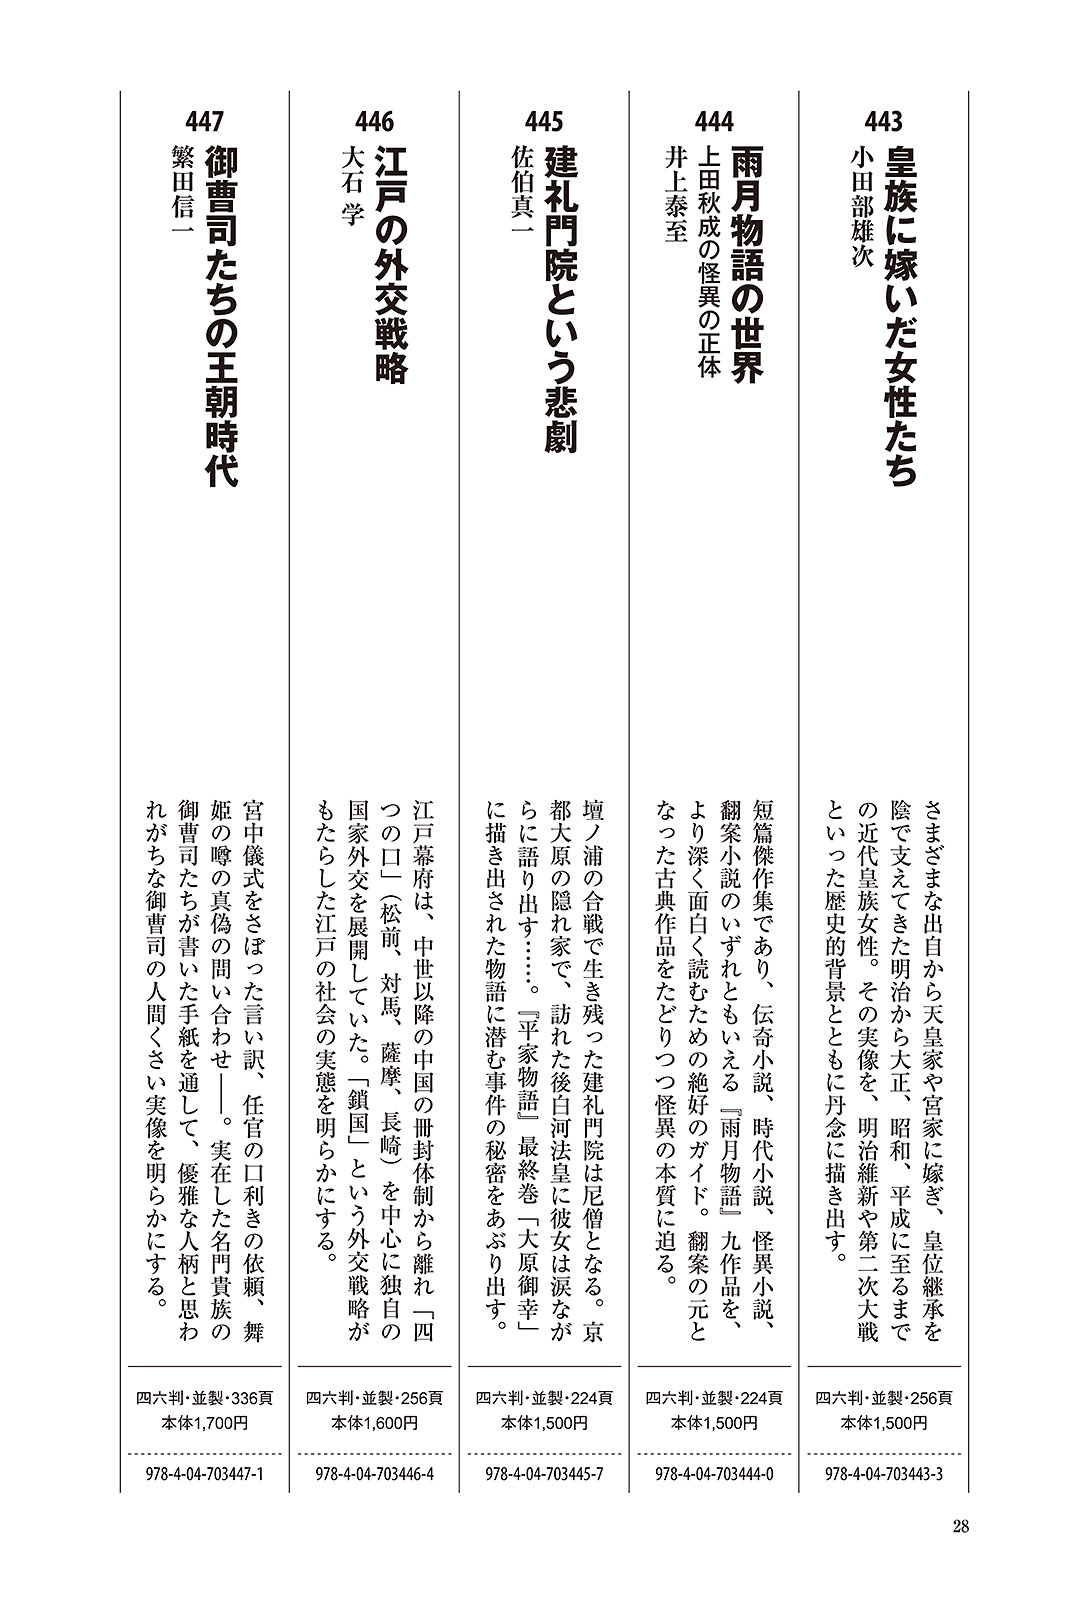 443
皇族に嫁いだ女性たち
小田部雄次
さまざまな出自から天皇家や宮家に嫁ぎ、皇位継承を
陰で支えてきた明治から大正、昭和、平成に至るまで
の近代皇族女性。その実像を、明治維新や第二次大戦
といった歴史的背景とともに丹念に描き出す。
四六判・並製・256頁
本体1,500円
978-4-04-703443-3
444
雨月物語の世界
上田秋成の怪異の正体
井上泰至
短篇傑作集であり、伝奇小説、時代小説、怪異小説、
翻案小説のいずれともいえる『雨月物語』九作品を、
より深く面白く読むための絶好のガイド。翻案の元と
なった古典作品をたどりつつ怪異の本質に迫る。
四六判・並製・224頁
本体1,500円
978-4-04-703444-0
445
建礼門院という悲劇
佐伯真一
壇ノ浦の合戦で生き残った建礼門院は尼僧となる。京
都大原の隠れ家で、訪れた後白河法皇に彼女は涙なが
らに語り出す……。『平家物語』最終巻「大原御幸」
に描き出された物語に潜む事件の秘密をあぶり出す。
四六判・並製・224頁
本体1,500円
978-4-04-703445-7
446
江戸の外交戦略
大石 学
江戸幕府は、中世以降の中国の冊封体制から離れ「四
つの口」（松前、対馬、薩摩、長崎）を中心に独自の
国家外交を展開していた。「鎖国」という外交戦略が
もたらした江戸の社会の実態を明らかにする。
四六判・並製・256頁
本体1,600円
978-4-04-703446-4
447
御曹司たちの王朝時代
繁田信一
宮中儀式をさぼった言い訳、任官の口利きの依頼、舞
姫の噂の真偽の問い合わせ――。実在した名門貴族の
御曹司たちが書いた手紙を通して、優雅な人柄と思わ
れがちな御曹司の人間くさい実像を明らかにする。
四六判・並製・336頁
本体1,700円
978-4-04-703447-1
28